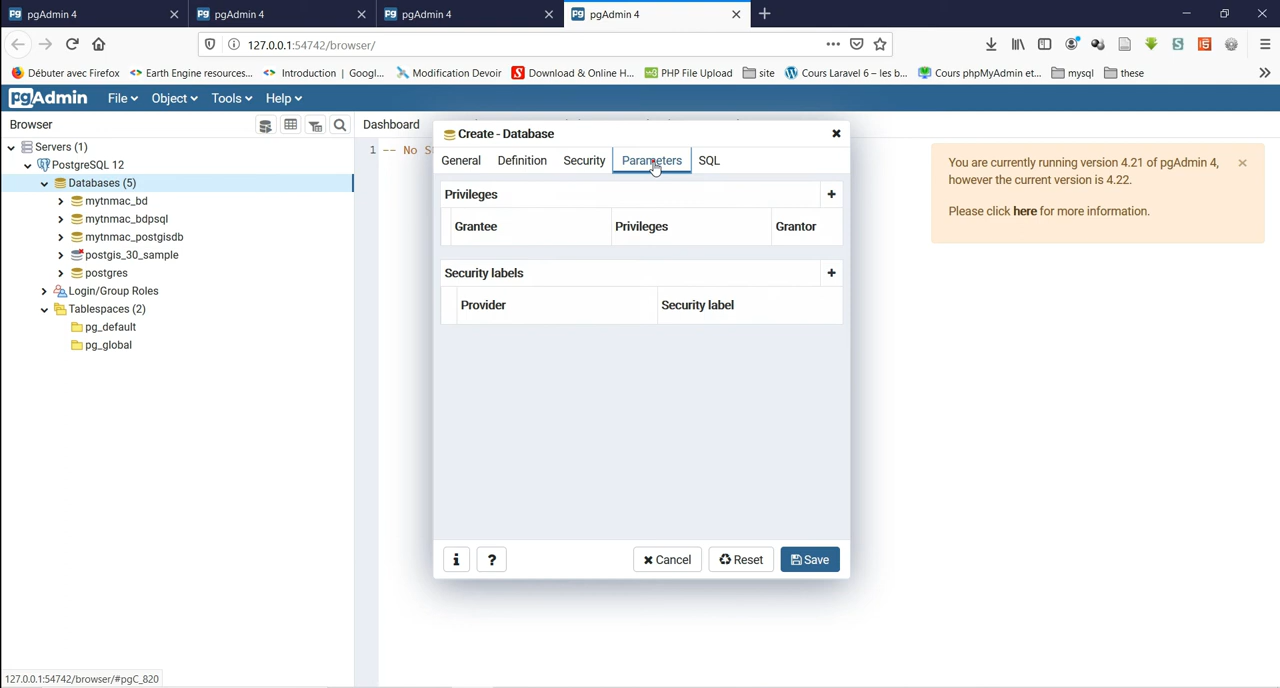 pgAdmin 4
pgAdmin 4
pgAdmin 4
pgAdmin 4
127.0.0.1:54742/browser/
Débuter avec Firefox
Earth Engine resources...
Introduction | Googl...
Modification Devoir
Download & Online H...
PHP File Upload
site
Cours Laravel 6 – les b...
Cours phpMyAdmin et...
mysql
these
pgAdmin
File
Object
Tools
Help
Browser
Dashboard
Servers (1)
PostgreSQL 12
Databases (5)
mytnmac_bd
mytnmac_bdpsql
mytnmac_postgisdb
postgis_30_sample
postgres
Login/Group Roles
Tablespaces (2)
pg_default
pg_global
1 -- No S
Create - Database
General
Definition
Security
Parameters
SQL
Privileges
Grantee
Privileges
Grantor
Security labels
Provider
Security label
i
?
Cancel
Reset
Save
You are currently running version 4.21 of pgAdmin 4,
however the current version is 4.22.
Please click here for more information.
127.0.0.1:54742/browser/#pgC_820